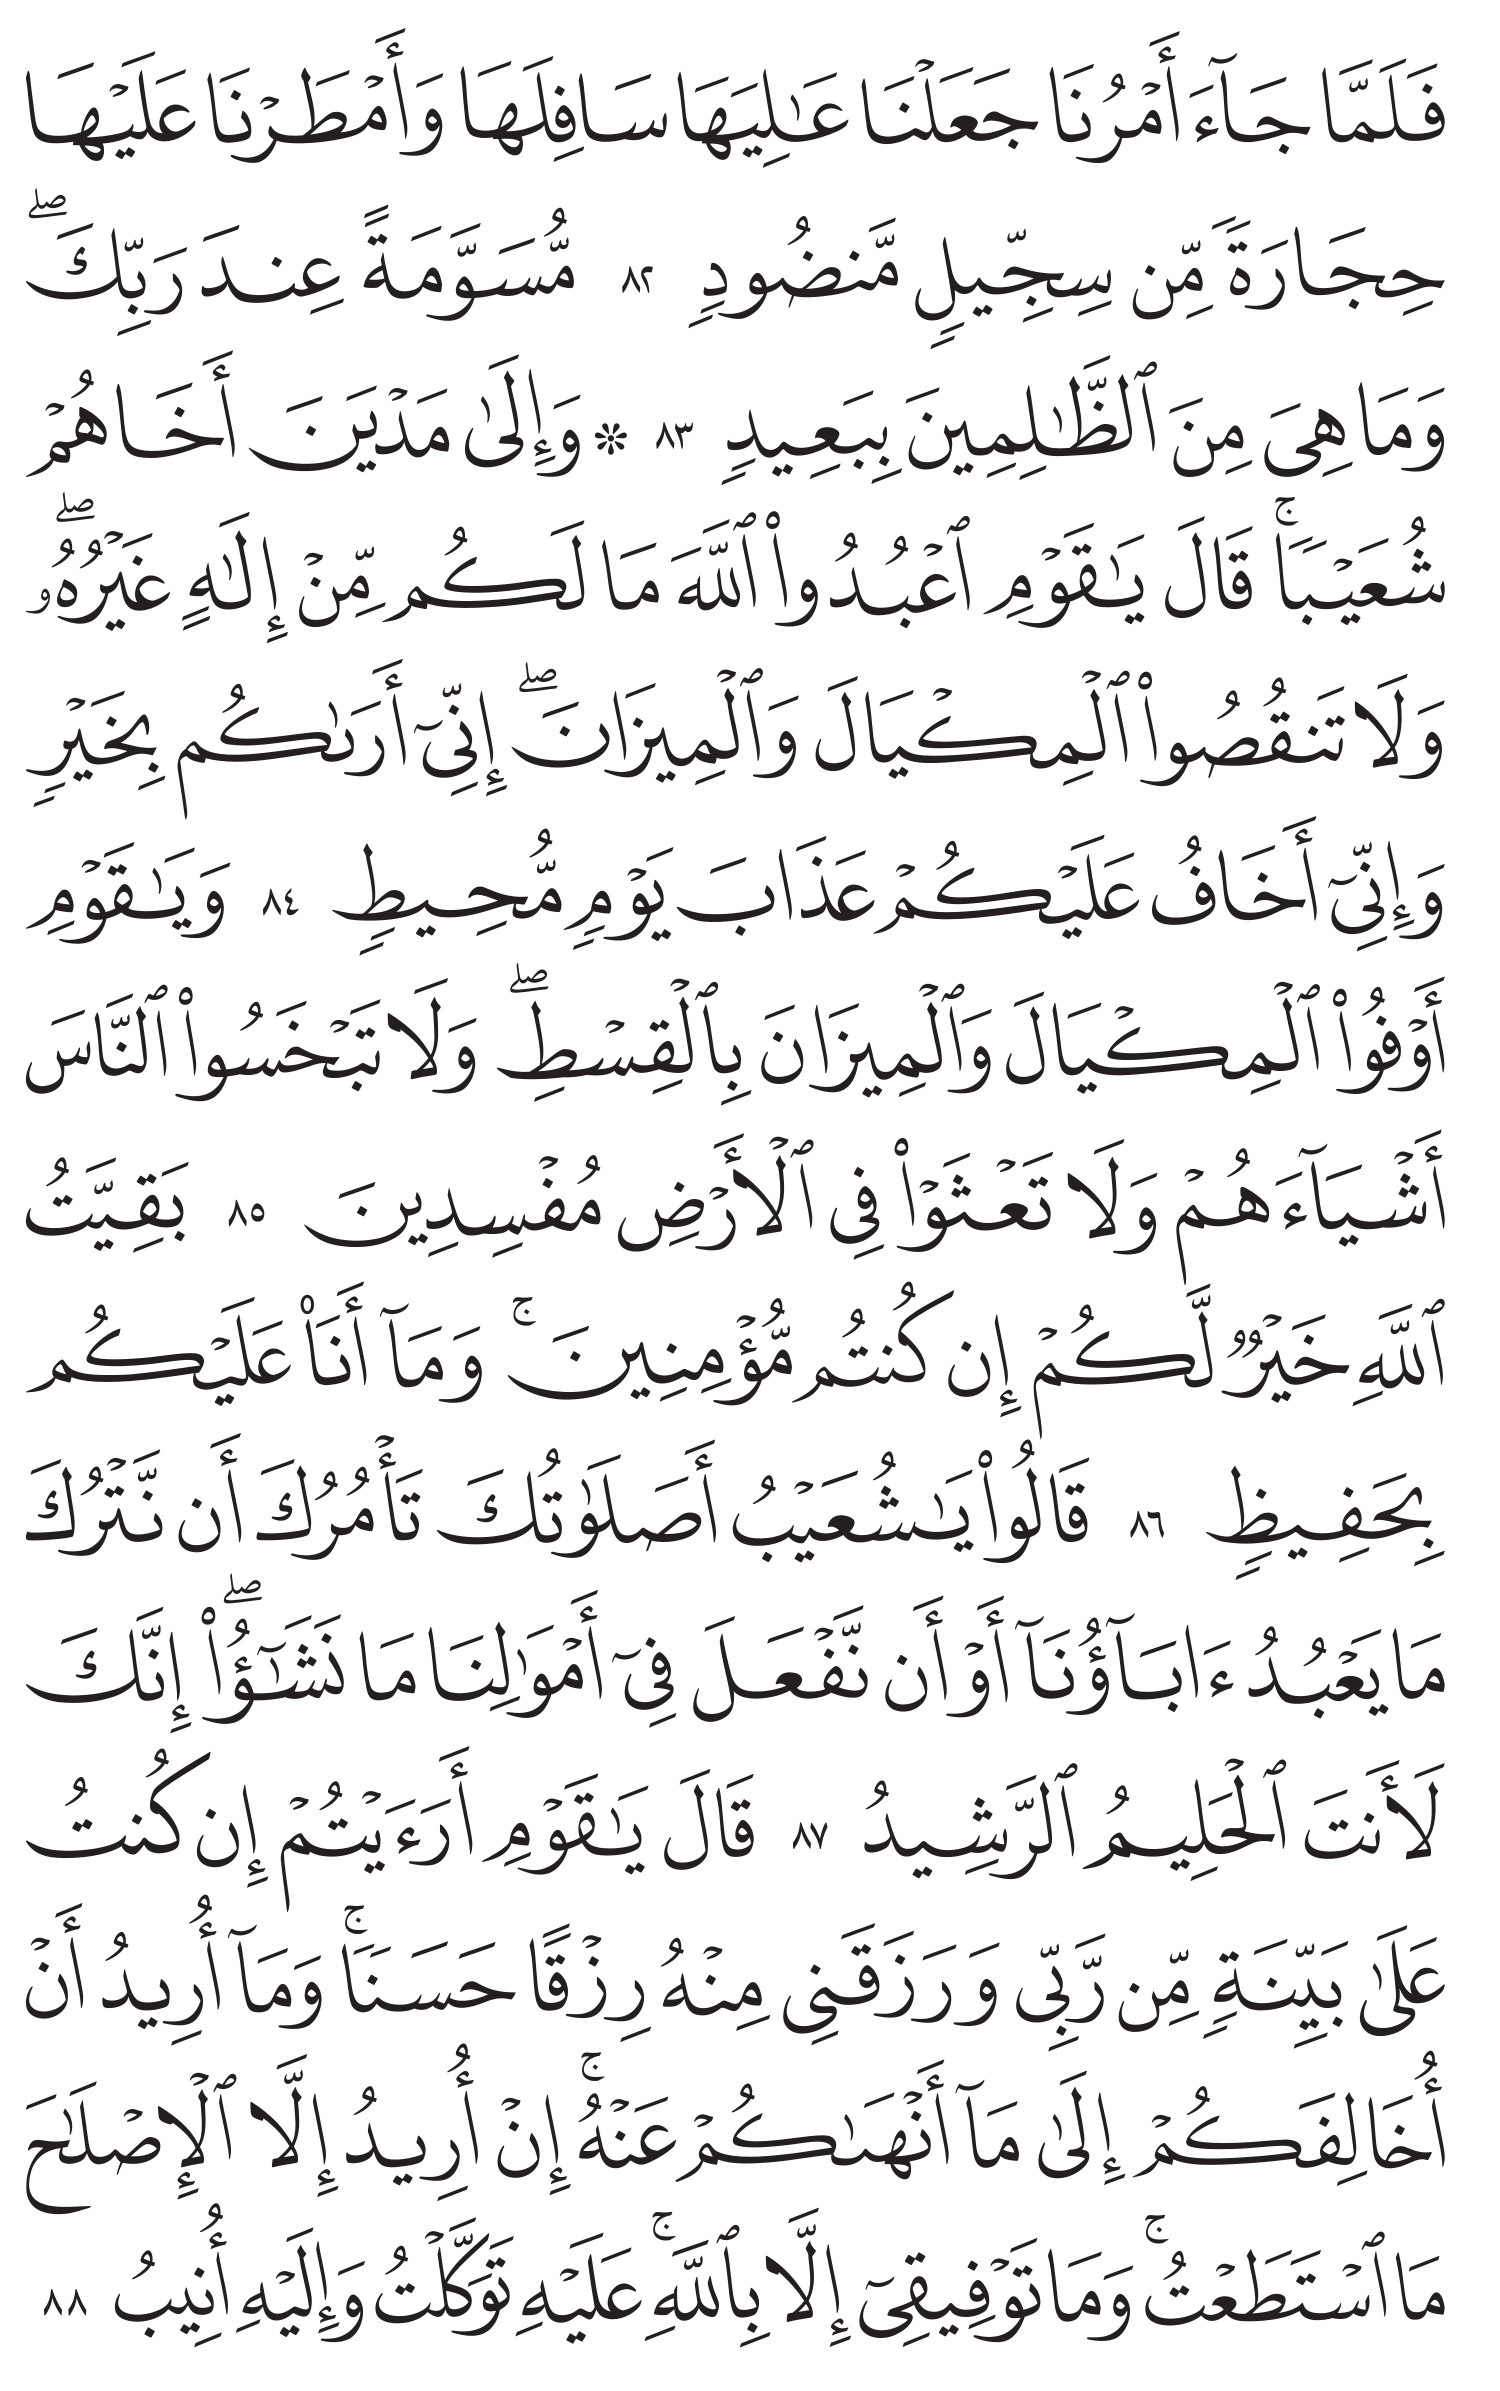 فَلَمَّا جَآءَ أَمْرُنَا جَعَلْنَا عَٰلِيَهَا سَافِلَهَا وَأَمْطَرْنَا عَلَيْهَا
حِجَارَةً مِّن سِجِّيلٍ مَّنضُودٍ ٨٢ مُّسَوَّمَةً عِندَ رَبِّكَۖ
وَمَا هِىَ مِنَ ٱلظَّٰلِمِينَ بِبَعِيدٍ ٨٣ ۞ وَإِلَىٰ مَدْيَنَ أَخَاهُمْ
شُعَيْبًاۚ قَالَ يَٰقَوْمِ ٱعْبُدُوا۟ ٱللَّهَ مَا لَكُم مِّنْ إِلَٰهٍ غَيْرُهُۥۖ
وَلَا تَنقُصُوا۟ ٱلْمِكْيَالَ وَٱلْمِيزَانَۖ إِنِّىٓ أَرَىٰكُم بِخَيْرٍ
وَإِنِّىٓ أَخَافُ عَلَيْكُمْ عَذَابَ يَوْمٍ مُّحِيطٍ ٨٤ وَيَٰقَوْمِ
أَوْفُوا۟ ٱلْمِكْيَالَ وَٱلْمِيزَانَ بِٱلْقِسْطِۖ وَلَا تَبْخَسُوا۟ ٱلنَّاسَ
أَشْيَآءَهُمْ وَلَا تَعْثَوْا۟ فِى ٱلْأَرْضِ مُفْسِدِينَ ٨٥ بَقِيَّتُ
ٱللَّهِ خَيْرٌ لَّكُمْ إِن كُنتُم مُّؤْمِنِينَۚ وَمَآ أَنَا۠ عَلَيْكُم
بِحَفِيظٍ ٨٦ قَالُوا۟ يَٰشُعَيْبُ أَصَلَوٰتُكَ تَأْمُرُكَ أَن نَّتْرُكَ
مَا يَعْبُدُ ءَابَآؤُنَآ أَوْ أَن نَّفْعَلَ فِىٓ أَمْوَٰلِنَا مَا نَشَٰٓؤُا۟ۖ إِنَّكَ
لَأَنتَ ٱلْحَلِيمُ ٱلرَّشِيدُ ٨٧ قَالَ يَٰقَوْمِ أَرَءَيْتُمْ إِن كُنتُ
عَلَىٰ بَيِّنَةٍ مِّن رَّبِّى وَرَزَقَنِى مِنْهُ رِزْقًا حَسَنًاۚ وَمَآ أُرِيدُ أَنْ
أُخَالِفَكُمْ إِلَىٰ مَآ أَنْهَىٰكُمْ عَنْهُۚ إِنْ أُرِيدُ إِلَّا ٱلْإِصْلَٰحَ
مَا ٱسْتَطَعْتُۚ وَمَا تَوْفِيقِىٓ إِلَّا بِٱللَّهِۚ عَلَيْهِ تَوَكَّلْتُ وَإِلَيْهِ أُنِيبُ ٨٨